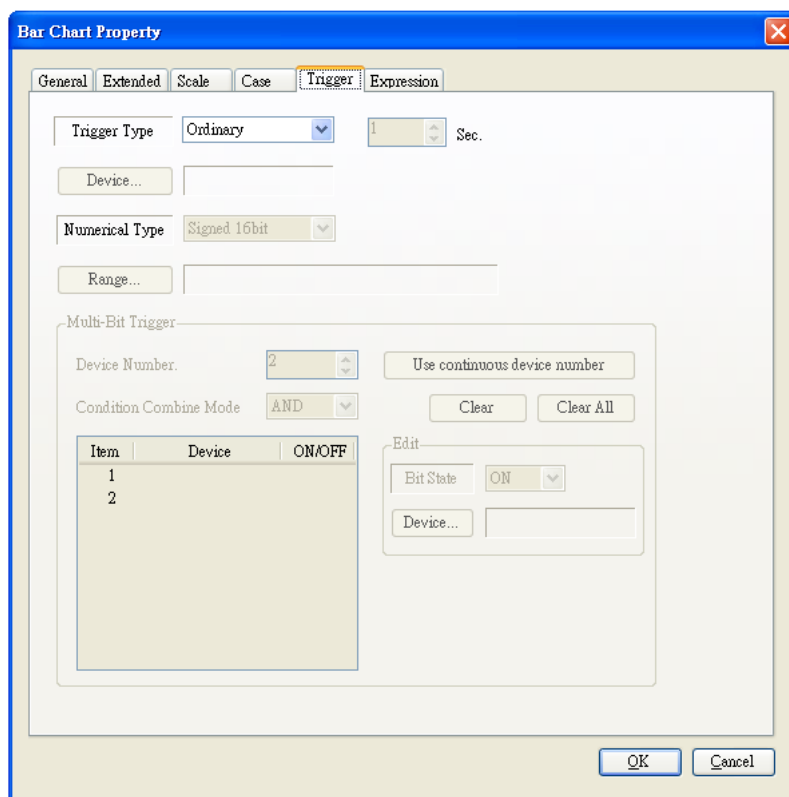 Bar Chart Property
General Extended Scale Case Trigger Expression
Trigger Type Ordinary 1 Sec.
Device...
Numerical Type Signed 16bit
Range...
Multi-Bit Trigger
Device Number. 2 Use continuous device number
Condition Combine Mode AND Clear Clear All
Item Device ON/OFF
1
2
Edit
Bit State ON
Device...
OK Cancel